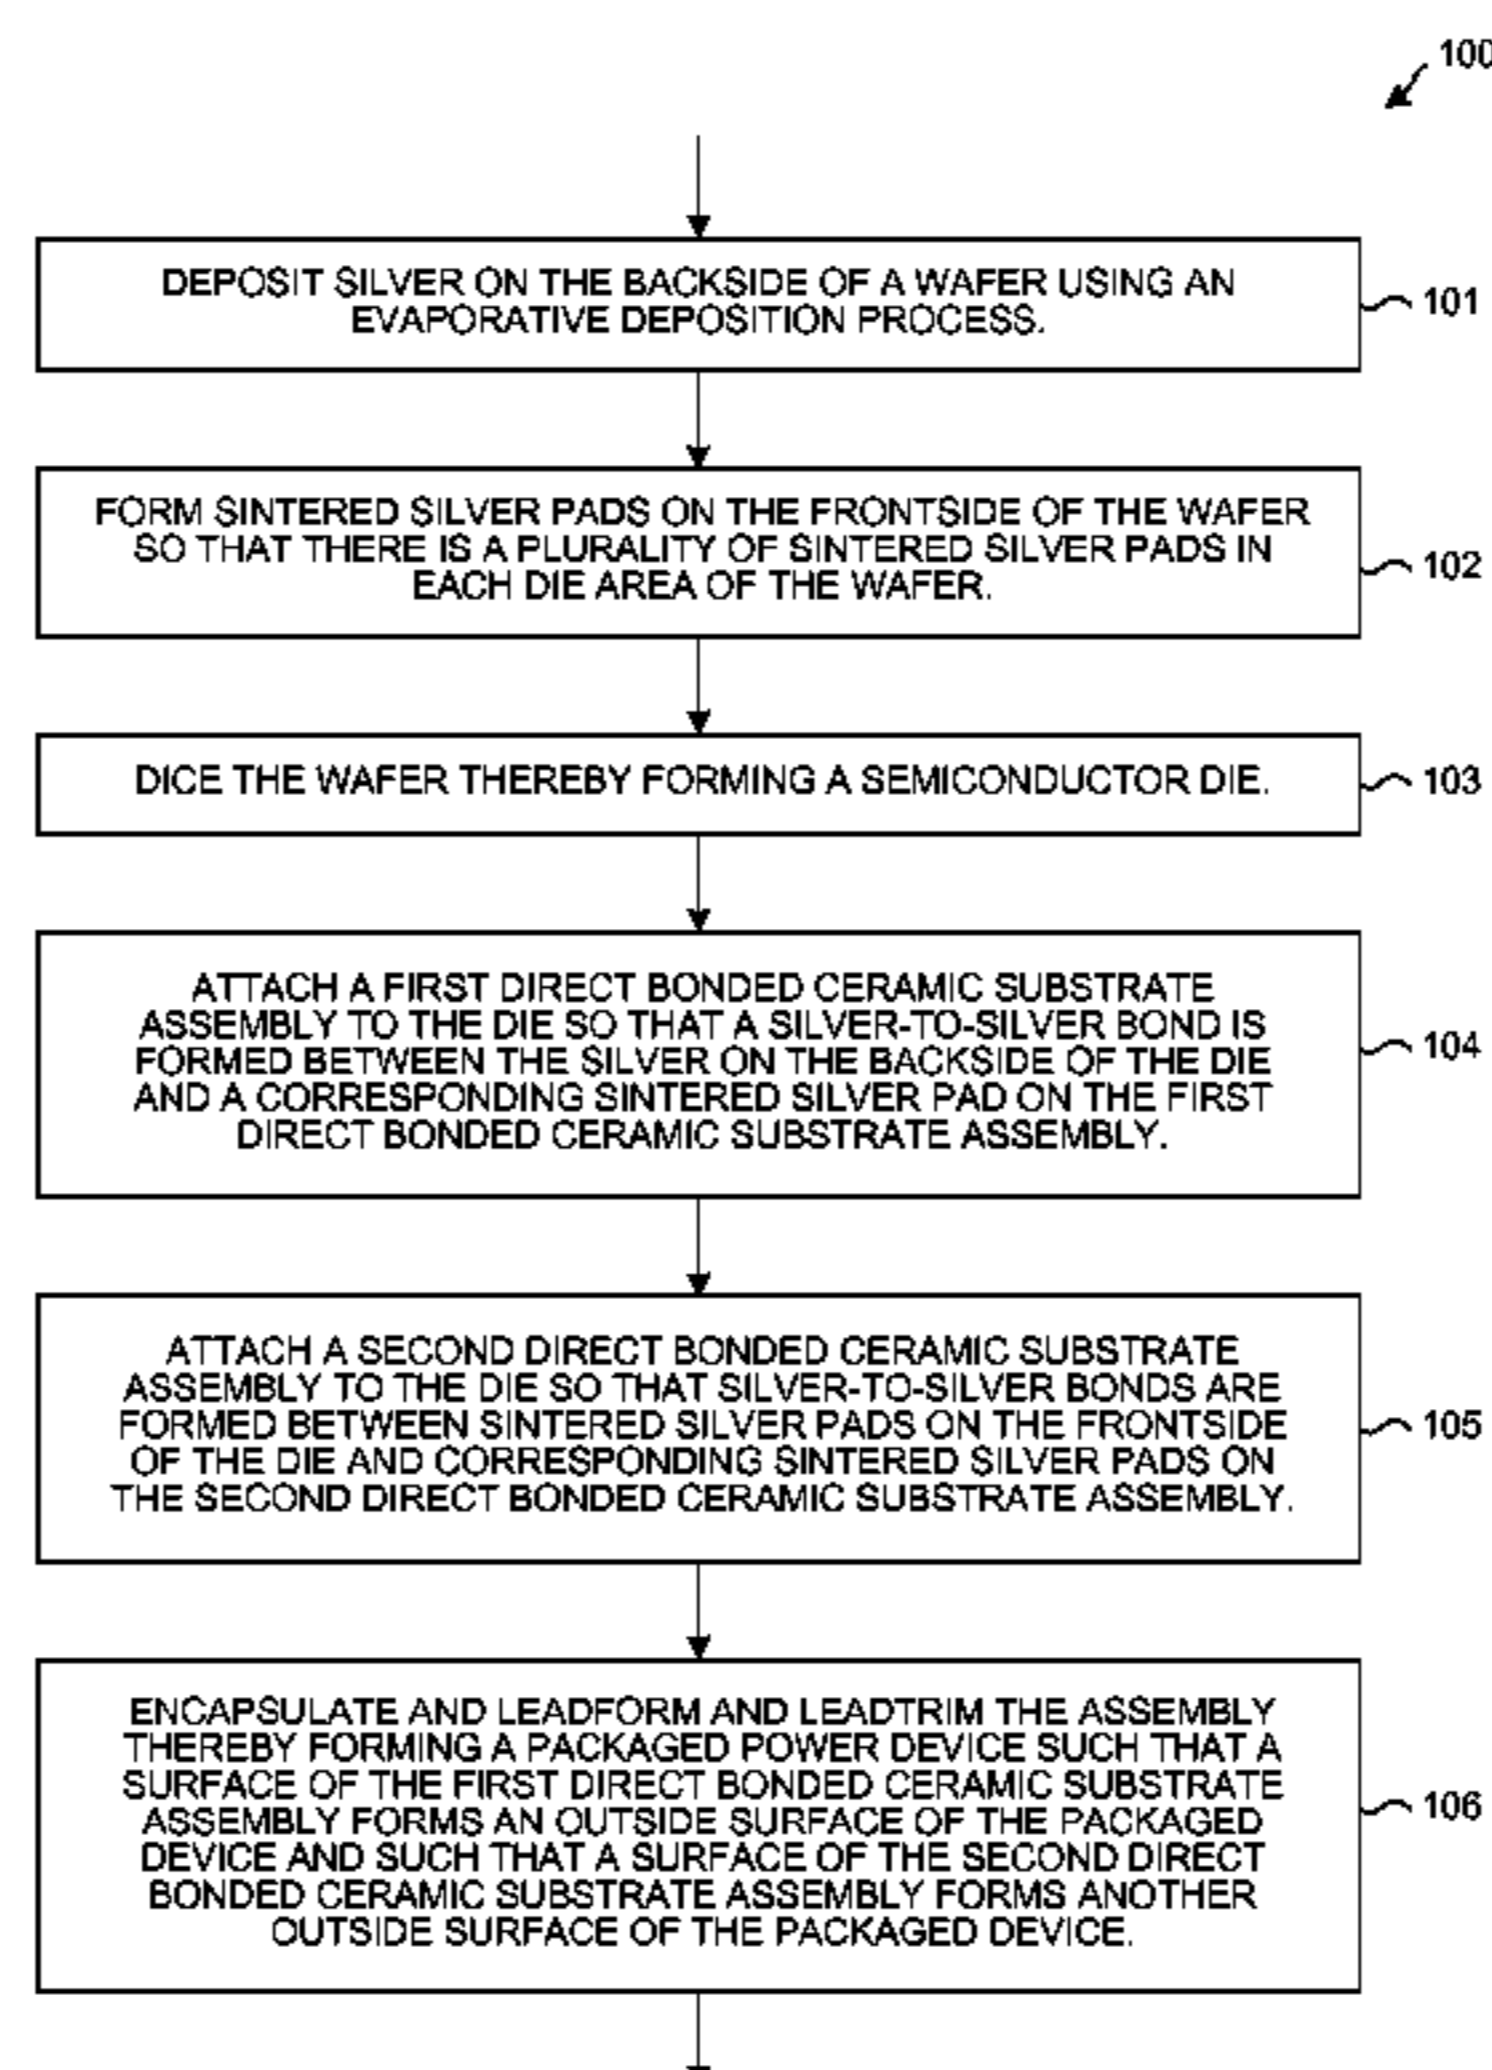 100
DEPOSIT SILVER ON THE BACKSIDE OF A WAFER USING AN
EVAPORATIVE DEPOSITION PROCESS.
101
FORM SINTERED SILVER PADS ON THE FRONTSIDE OF THE WAFER
SO THAT THERE IS A PLURALITY OF SINTERED SILVER PADS IN
EACH DIE AREA OF THE WAFER.
102
DICE THE WAFER THEREBY FORMING A SEMICONDUCTOR DIE.
103
ATTACH A FIRST DIRECT BONDED CERAMIC SUBSTRATE
ASSEMBLY TO THE DIE SO THAT A SILVER-TO-SILVER BOND IS
FORMED BETWEEN THE SILVER ON THE BACKSIDE OF THE DIE
AND A CORRESPONDING SINTERED SILVER PAD ON THE FIRST
DIRECT BONDED CERAMIC SUBSTRATE ASSEMBLY.
104
ATTACH A SECOND DIRECT BONDED CERAMIC SUBSTRATE
ASSEMBLY TO THE DIE SO THAT SILVER-TO-SILVER BONDS ARE
FORMED BETWEEN SINTERED SILVER PADS ON THE FRONTSIDE
OF THE DIE AND CORRESPONDING SINTERED SILVER PADS ON
THE SECOND DIRECT BONDED CERAMIC SUBSTRATE ASSEMBLY.
105
ENCAPSULATE AND LEADFORM AND LEADTRIM THE ASSEMBLY
THEREBY FORMING A PACKAGED POWER DEVICE SUCH THAT A
SURFACE OF THE FIRST DIRECT BONDED CERAMIC SUBSTRATE
ASSEMBLY FORMS AN OUTSIDE SURFACE OF THE PACKAGED
DEVICE AND SUCH THAT A SURFACE OF THE SECOND DIRECT
BONDED CERAMIC SUBSTRATE ASSEMBLY FORMS ANOTHER
OUTSIDE SURFACE OF THE PACKAGED DEVICE.
106